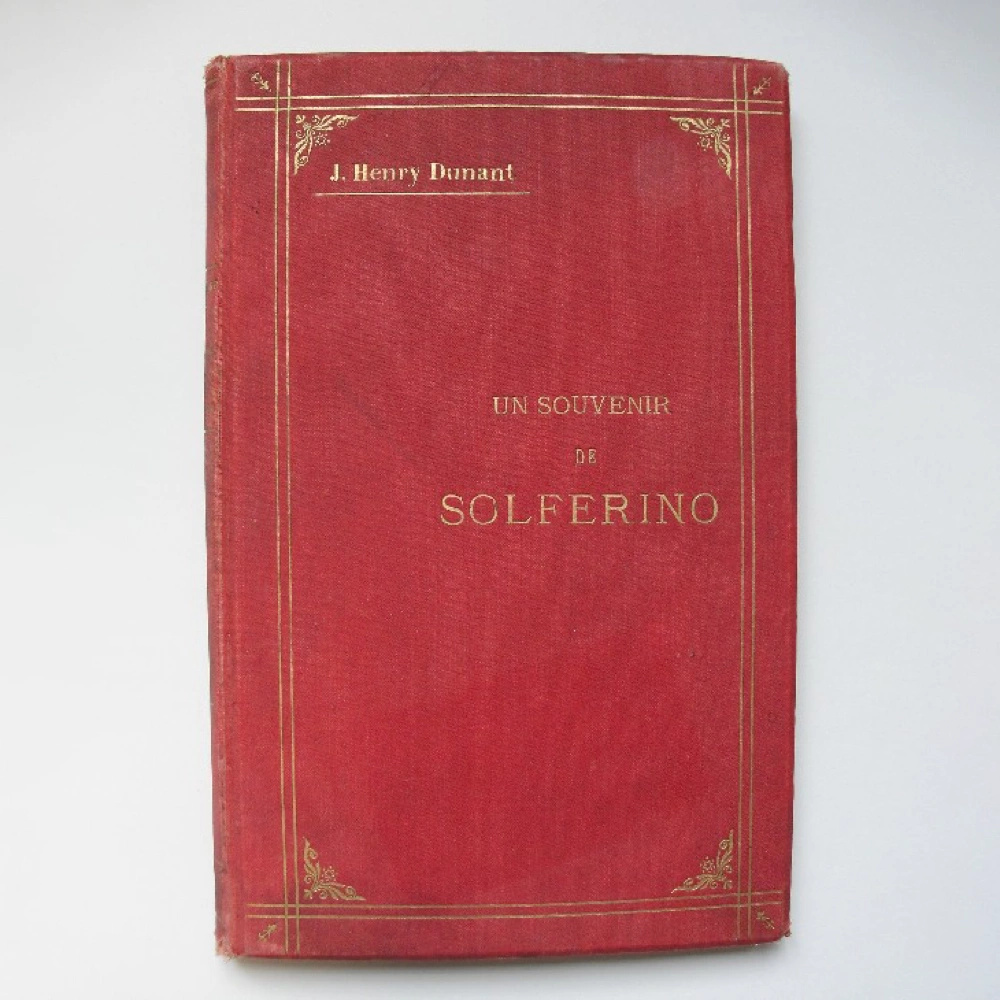 J. Henry Dunant
UN SOUVENIR
DE
SOLFERINO